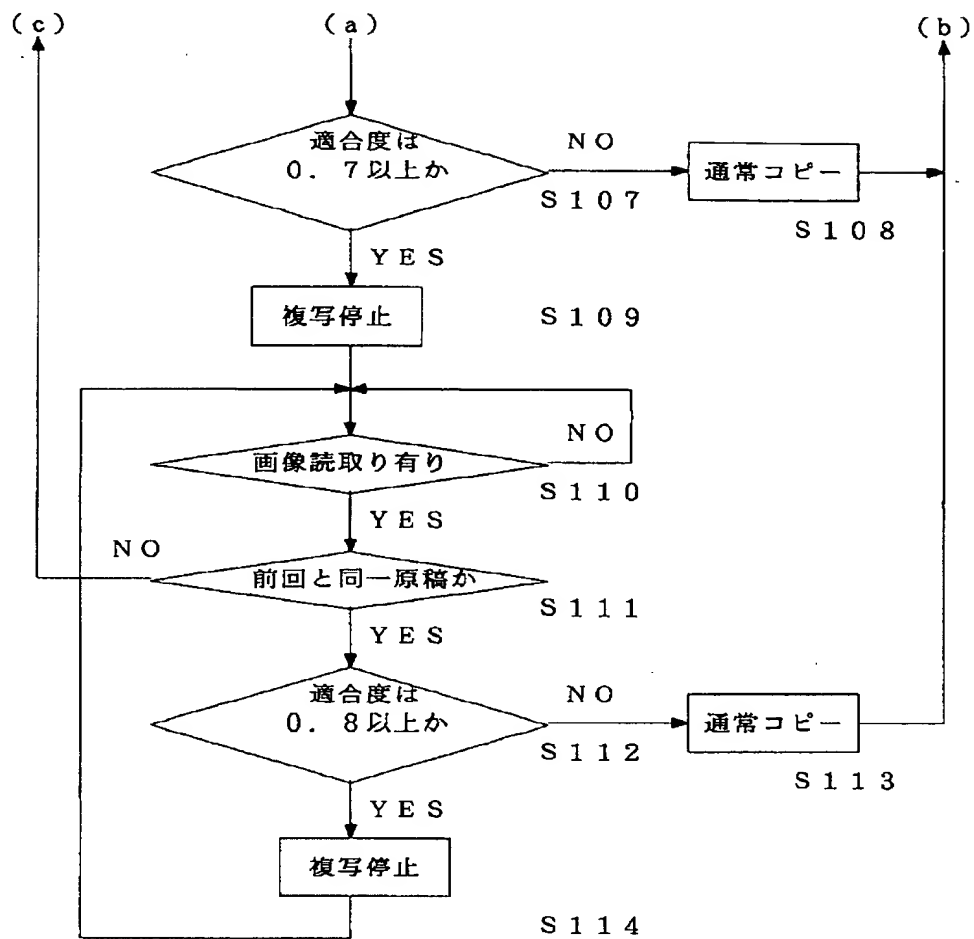 (c)
(a)
(b)
適合度は
0．7以上か
NO
S107
通常コピー
S108
YES
複写停止
S109
画像読取り有り
NO
S110
YES
前回と同一原稿か
NO
S111
YES
適合度は
0．8以上か
NO
S112
通常コピー
S113
YES
複写停止
S114